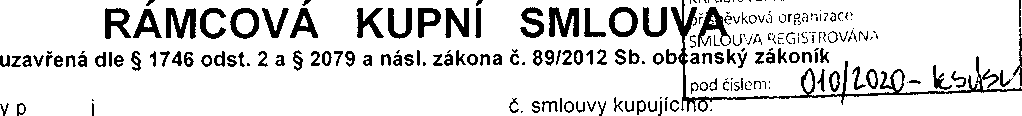 RÁMCOVÁ KUPNÍ SMLOUVA
příspěvková organizace
SMLOUVA REGISTROVÁNA
uzavřená dle § 1746 odst. 2 a § 2079 a násl. zákona č. 89/2012 Sb. občanský zákoník
pod číslem: 010/2020 -
č. smlouvy kupujícího: